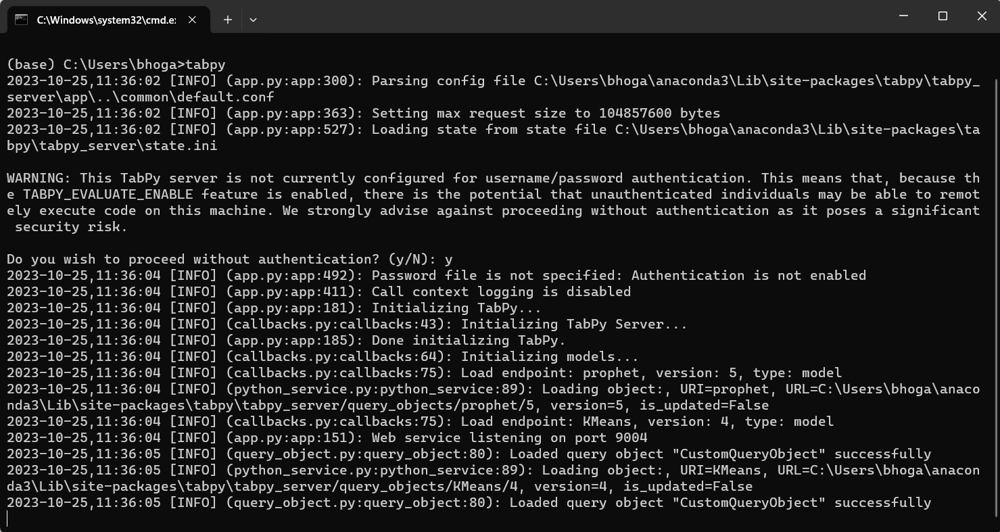 C:\Windows\system32\cmd.e
(base) C:\Users\bhoga>tabpy
2023-10-25,11:36:02 [INFO] (app.py:app:300): Parsing config file C:\Users\bhoga\anaconda3\Lib\site-packages\tabpy\tabpy_
server\app\..\common\default.conf
2023-10-25,11:36:02 [INFO] (app.py:app:363): Setting max request size to 104857600 bytes
2023-10-25,11:36:02 [INFO] (app.py:app:527): Loading state from state file C:\Users\bhoga\anaconda3\Lib\site-packages\ta
bpy\tabpy_server\state.ini
WARNING: This TabPy server is not currently configured for username/password authentication. This means that, because th
e TABPY_EVALUATE_ENABLE feature is enabled, there is the potential that unauthenticated individuals may be able to remot
ely execute code on this machine. We strongly advise against proceeding without authentication as it poses a significant
 security risk.
Do you wish to proceed without authentication? (y/N): y
2023-10-25,11:36:04 [INFO] (app.py:app:492): Password file is not specified: Authentication is not enabled
2023-10-25,11:36:04 [INFO] (app.py:app:411): Call context logging is disabled
2023-10-25,11:36:04 [INFO] (app.py:app:181): Initializing TabPy...
2023-10-25,11:36:04 [INFO] (callbacks.py:callbacks:43): Initializing TabPy Server...
2023-10-25,11:36:04 [INFO] (app.py:app:185): Done initializing TabPy.
2023-10-25,11:36:04 [INFO] (callbacks.py:callbacks:64): Initializing models...
2023-10-25,11:36:04 [INFO] (callbacks.py:callbacks:75): Load endpoint: prophet, version: 5, type: model
2023-10-25,11:36:04 [INFO] (python_service.py:python_service:89): Loading object:, URI=prophet, URL=C:\Users\bhoga\anaco
nda3\Lib\site-packages\tabpy\tabpy_server/query_objects/prophet/5, version=5, is_updated=False
2023-10-25,11:36:04 [INFO] (callbacks.py:callbacks:75): Load endpoint: KMeans, version: 4, type: model
2023-10-25,11:36:04 [INFO] (app.py:app:151): Web service listening on port 9004
2023-10-25,11:36:05 [INFO] (query_object.py:query_object:80): Loaded query object "CustomQueryObject" successfully
2023-10-25,11:36:05 [INFO] (python_service.py:python_service:89): Loading object:, URI=KMeans, URL=C:\Users\bhoga\anacon
da3\Lib\site-packages\tabpy\tabpy_server/query_objects/KMeans/4, version=4, is_updated=False
2023-10-25,11:36:05 [INFO] (query_object.py:query_object:80): Loaded query object "CustomQueryObject" successfully